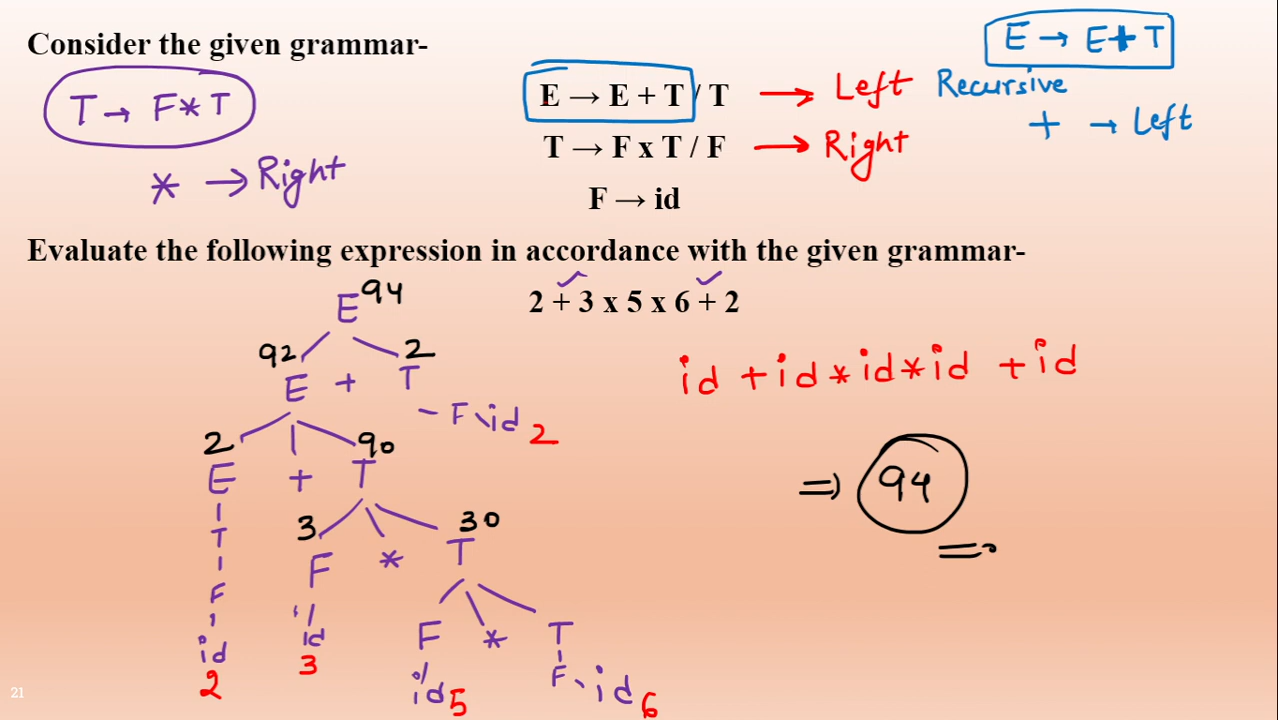 Consider the given grammar-
E → E + T
T → F * T
E → E + T / T → Left Recursive
+ → Left
T → F x T / F → Right
* → Right
F → id
Evaluate the following expression in accordance with the given grammar-
2 + 3 x 5 x 6 + 2
E 94
92 2
E + T
id + id * id * id + id
F id 2
2 90
E + T
⇒ 94
3 30
T F * T
F id F * T
id 3 F
2 id 5 id 6
21